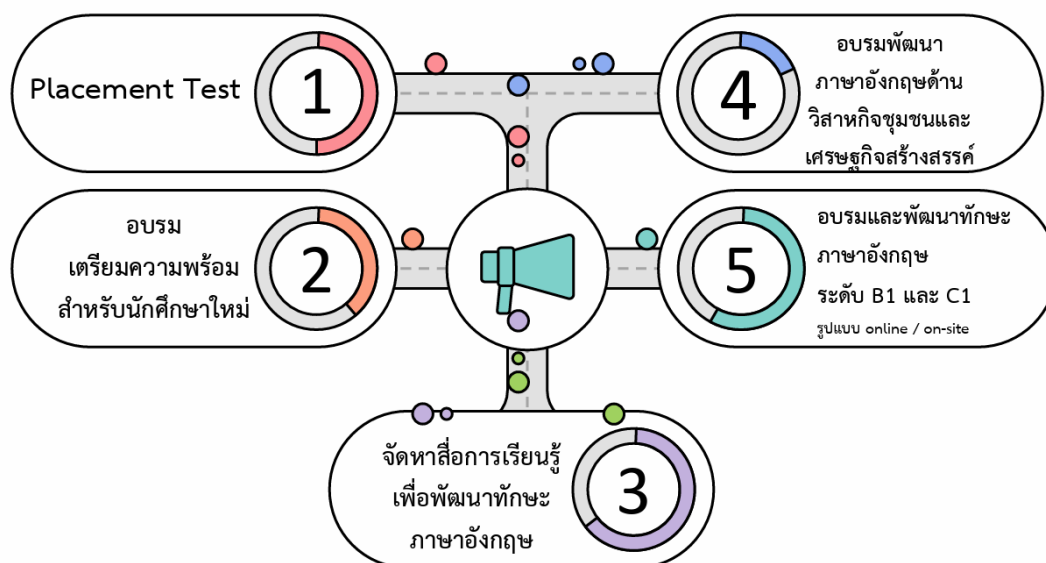 Placement Test
1
อบรม
เตรียมความพร้อม
สำหรับนักศึกษาใหม่
2
จัดหาสื่อการเรียนรู้
เพื่อพัฒนาทักษะ
ภาษาอังกฤษ
3
อบรมพัฒนา
ภาษาอังกฤษด้าน
วิสาหกิจชุมชนและ
เศรษฐกิจสร้างสรรค์
4
อบรมและพัฒนาทักษะ
ภาษาอังกฤษ
ระดับ B1 และ C1
รูปแบบ online / on-site
5